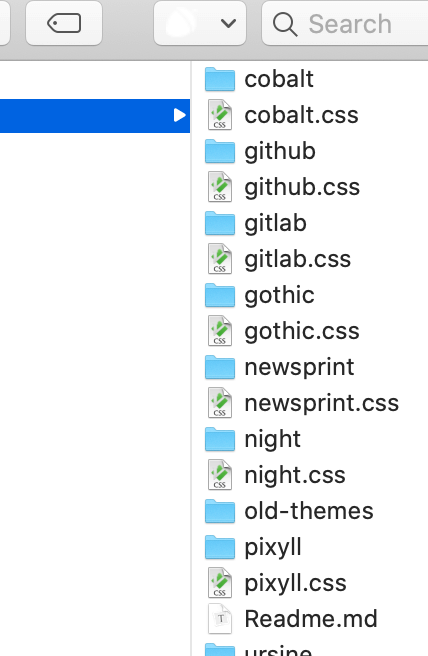 Search
cobalt
cobalt.css
github
github.css
gitlab
gitlab.css
gothic
gothic.css
newsprint
newsprint.css
night
night.css
old-themes
pixyll
pixyll.css
Readme.md
ursine